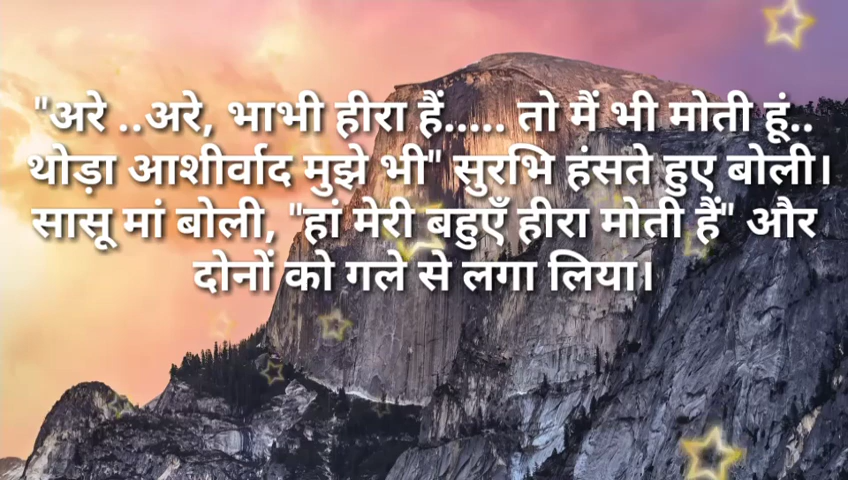 "अरे ..अरे, भाभी हीरा हैं..... तो मैं भी मोती हूं..
थोड़ा आशीर्वाद मुझे भी" सुरभि हंसते हुए बोली।
सासू मां बोली, "हां मेरी बहुएँ हीरा मोती हैं" और
दोनों को गले से लगा लिया।